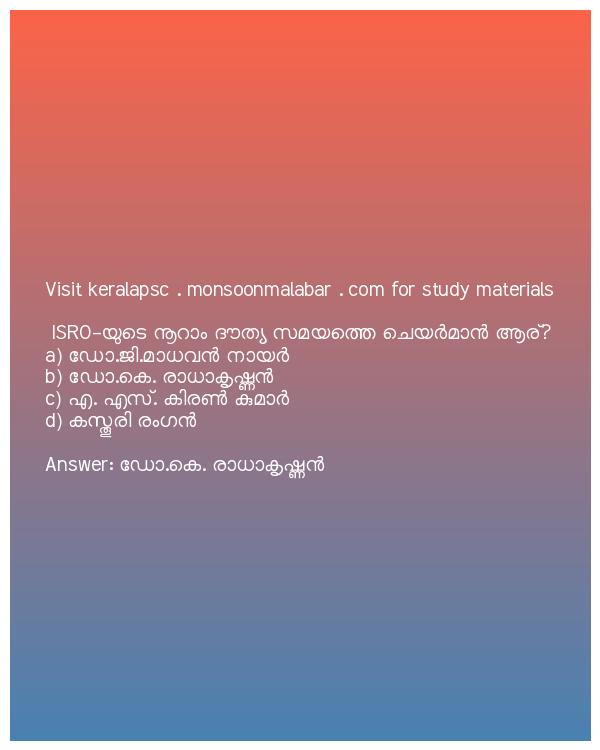 Visit keralapsc . monsoonmalabar . com for study materials
ISRO-യുടെ നൂറാം ദൗത്യ സമയത്തെ ചെയർമാൻ ആര്?
a) ഡോ.ജി.മാധവൻ നായർ
b) ഡോ.കെ. രാധാകൃഷ്ണൻ
c) എ. എസ്. കിരൺ കുമാർ
d) കസ്തൂരി രംഗൻ
Answer: ഡോ.കെ. രാധാകൃഷ്ണൻ